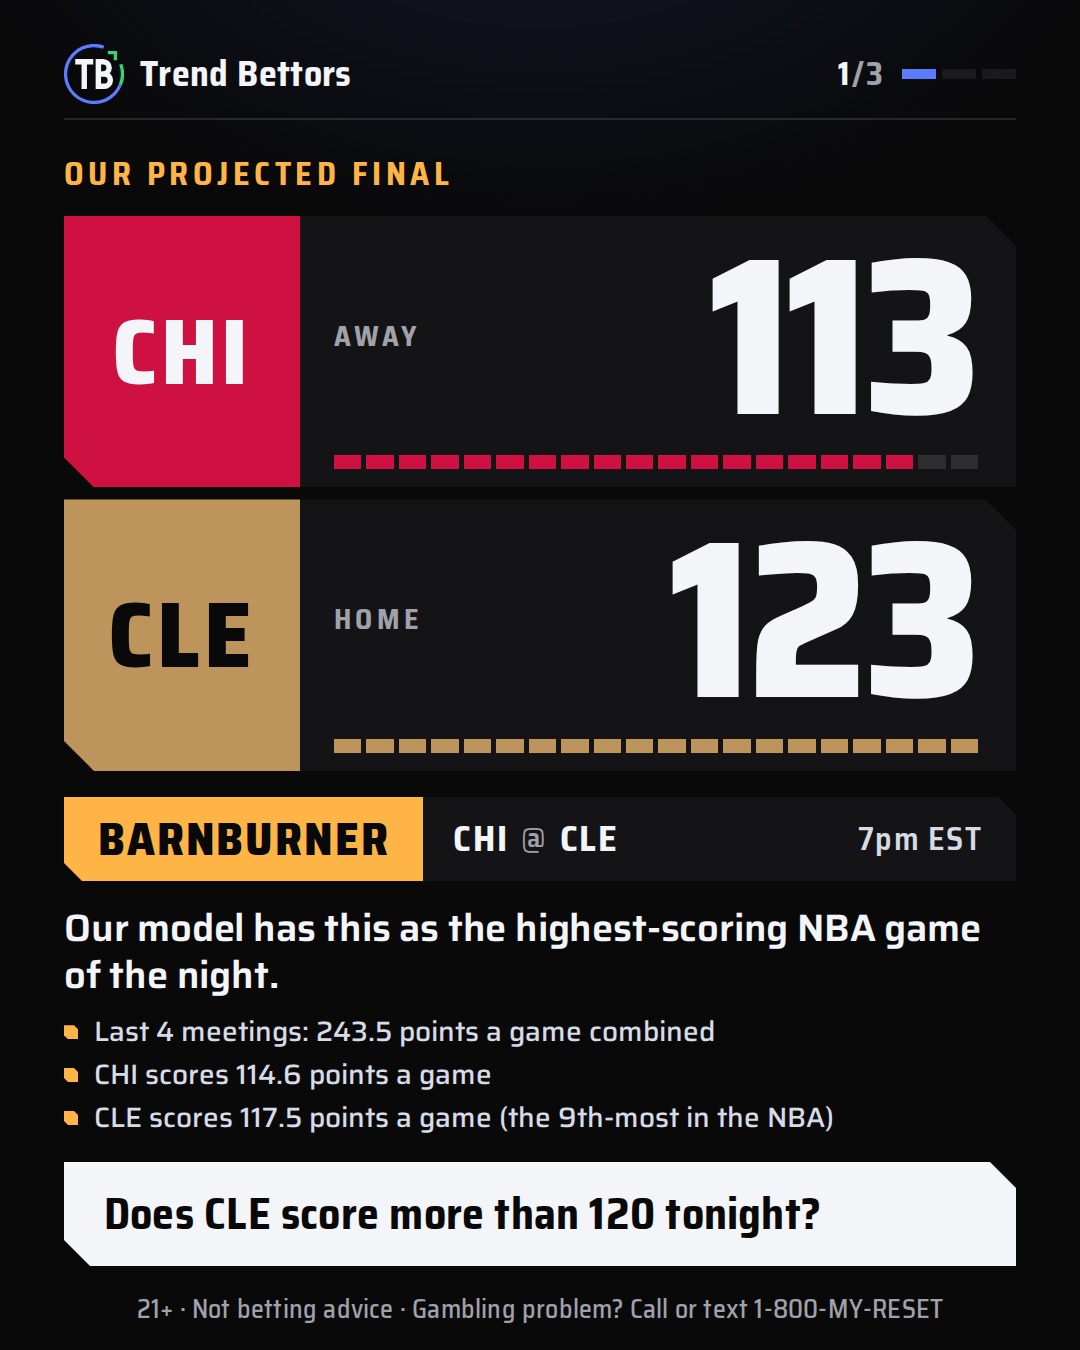 TB Trend Bettors
1/3
OUR PROJECTED FINAL
CHI
AWAY
113
CLE
HOME
123
BARNBURNER
CHI @ CLE
7pm EST
Our model has this as the highest-scoring NBA game
of the night.
Last 4 meetings: 243.5 points a game combined
CHI scores 114.6 points a game
CLE scores 117.5 points a game (the 9th-most in the NBA)
Does CLE score more than 120 tonight?
21+ · Not betting advice · Gambling problem? Call or text 1-800-MY-RESET